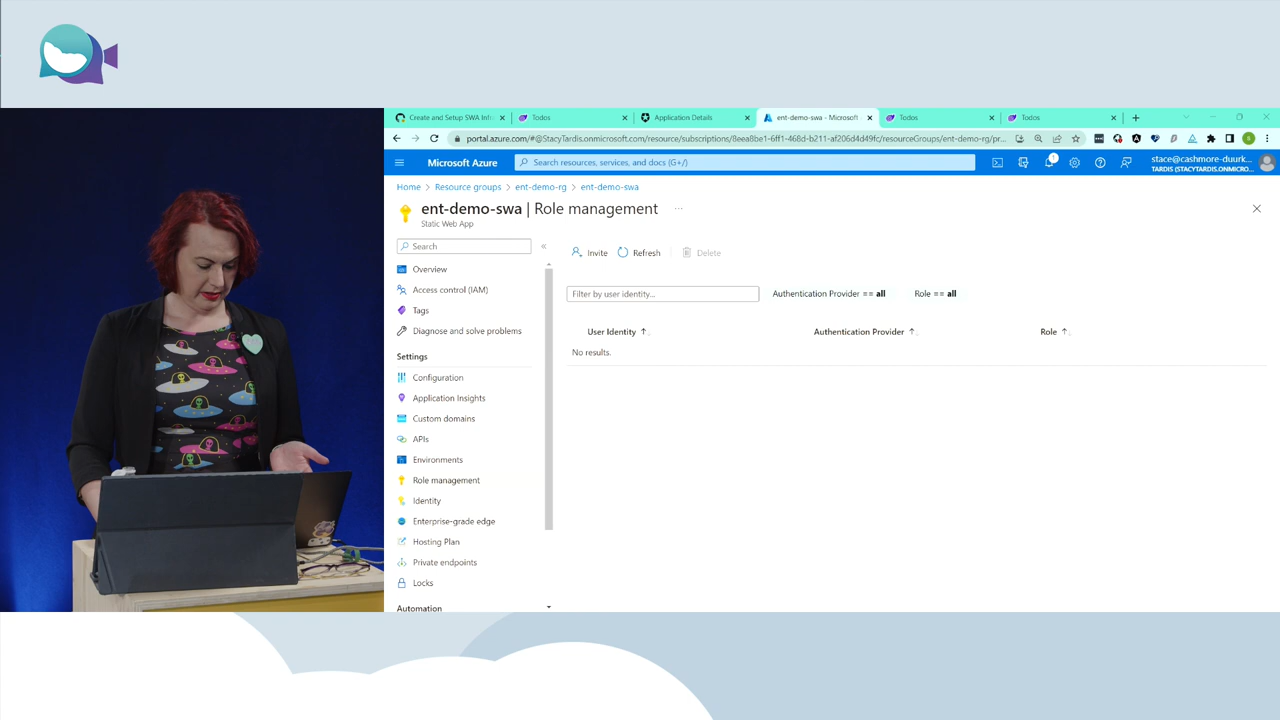 Create and Setup SWA Infr
Todos
Application Details
ent-demo-swa - Microsoft
Todos
Todos
portal.azure.com/#@StacyTardis.onmicrosoft.com/resource/subscriptions/8eea8be1-6ff1-468d-b211-af206d4d49fc/resourceGroups/ent-demo-rg/pr...
Microsoft Azure
Search resources, services, and docs (G+/)
1
stace@cashmore-duurk...
TARDIS (STACYTARDIS.ONMICRO...
Home > Resource groups > ent-demo-rg > ent-demo-swa
ent-demo-swa | Role management ...
Static Web App
Search
«
Invite
Refresh
Delete
Overview
Access control (IAM)
Tags
Diagnose and solve problems
Settings
Configuration
Application Insights
Custom domains
APIs
Environments
Role management
Identity
Enterprise-grade edge
Hosting Plan
Private endpoints
Locks
Automation
Filter by user identity...
Authentication Provider == all
Role == all
User Identity ↑
Authentication Provider ↑
Role ↑
No results.